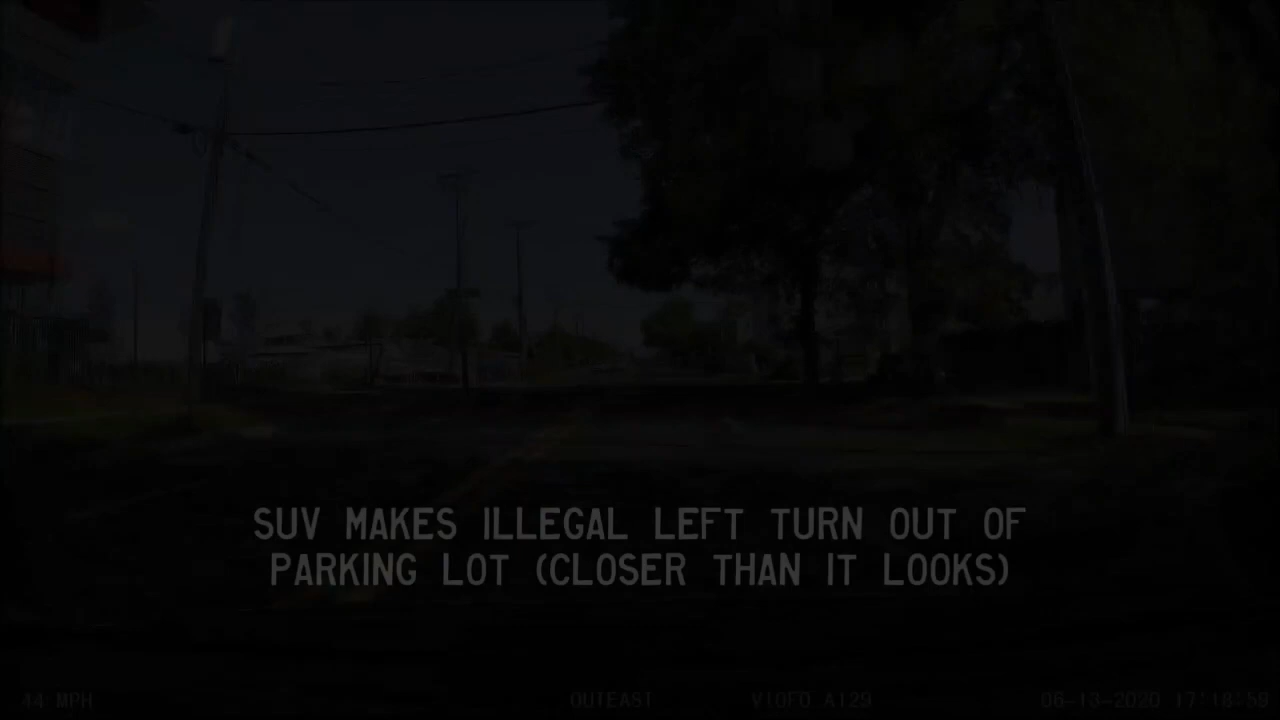 SUV MAKES ILLEGAL LEFT TURN OUT OF
PARKING LOT (CLOSER THAN IT LOOKS)
44 MPH OUTEAST VIOFO A129 06-13-2020 17:18:59